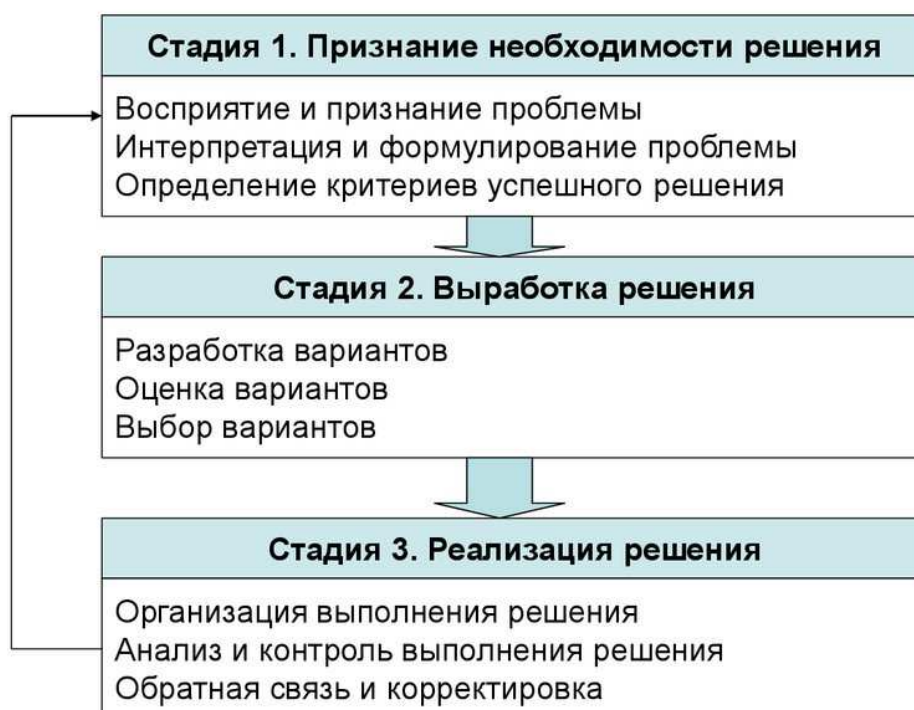 Стадия 1. Признание необходимости решения
Восприятие и признание проблемы
Интерпретация и формулирование проблемы
Определение критериев успешного решения
Стадия 2. Выработка решения
Разработка вариантов
Оценка вариантов
Выбор вариантов
Стадия 3. Реализация решения
Организация выполнения решения
Анализ и контроль выполнения решения
Обратная связь и корректировка